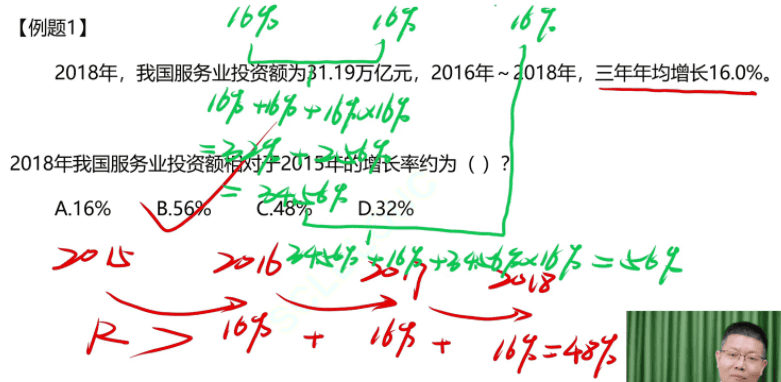 16% 16% 16%
【例题1】
2018年，我国服务业投资额为31.19万亿元，2016年～2018年，三年年均增长16.0%。
16%+16%+16%×16%
=32%+2.56%
2018年我国服务业投资额相对于2015年的增长率约为（ ）？
=34.56%
A.16% B.56% C.48% D.32%
34.56%+16%+34.56%×16%=56%
2015 2016 2017 2018
R > 16% + 16% + 16%=48%